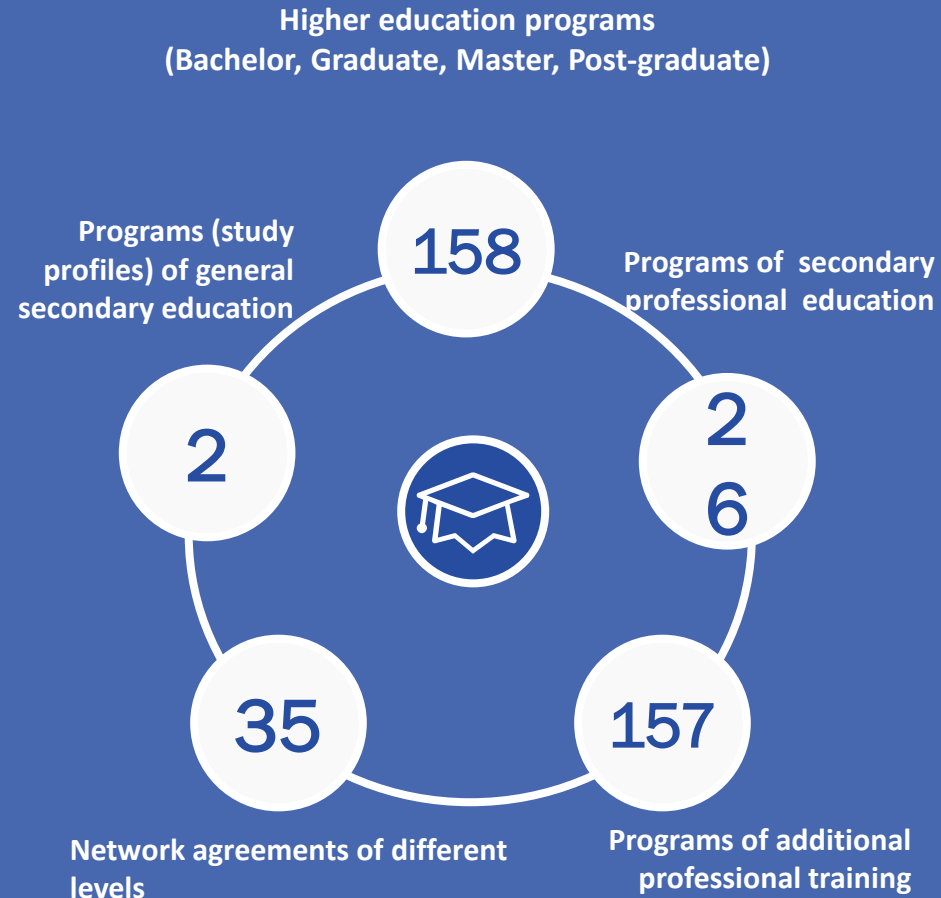 Higher education programs
(Bachelor, Graduate, Master, Post-graduate)
158
Programs (study
profiles) of general
secondary education
2
Programs of secondary
professional education
2
6
35
Network agreements of different
levels
157
Programs of additional
professional training